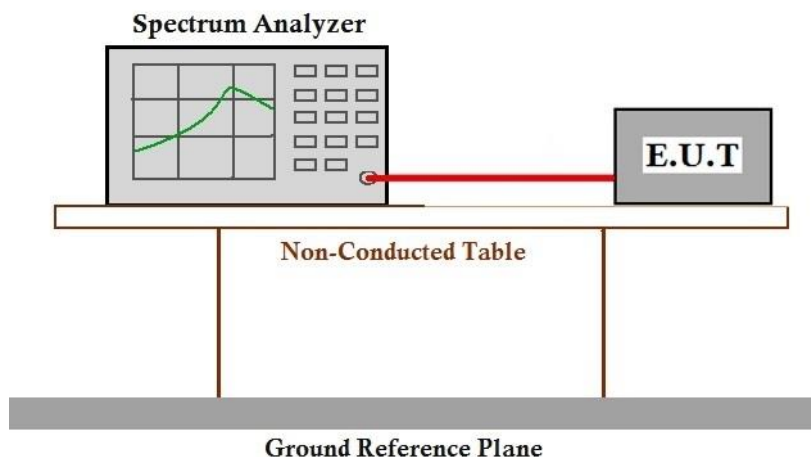 Spectrum Analyzer
E.U.T
Non-Conducted Table
Ground Reference Plane